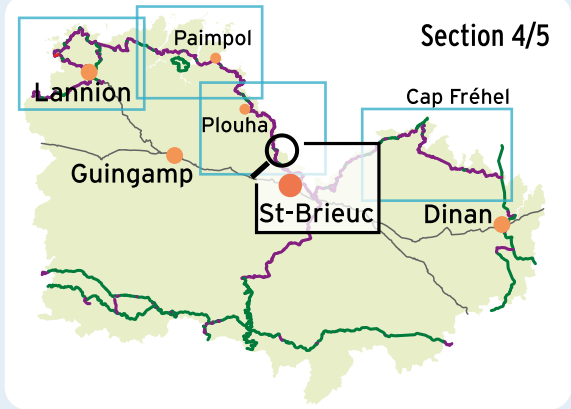 Section 4/5
Paimpol
Lannion
Cap Fréhel
Plouha
Guingamp
St-Brieuc
Dinan